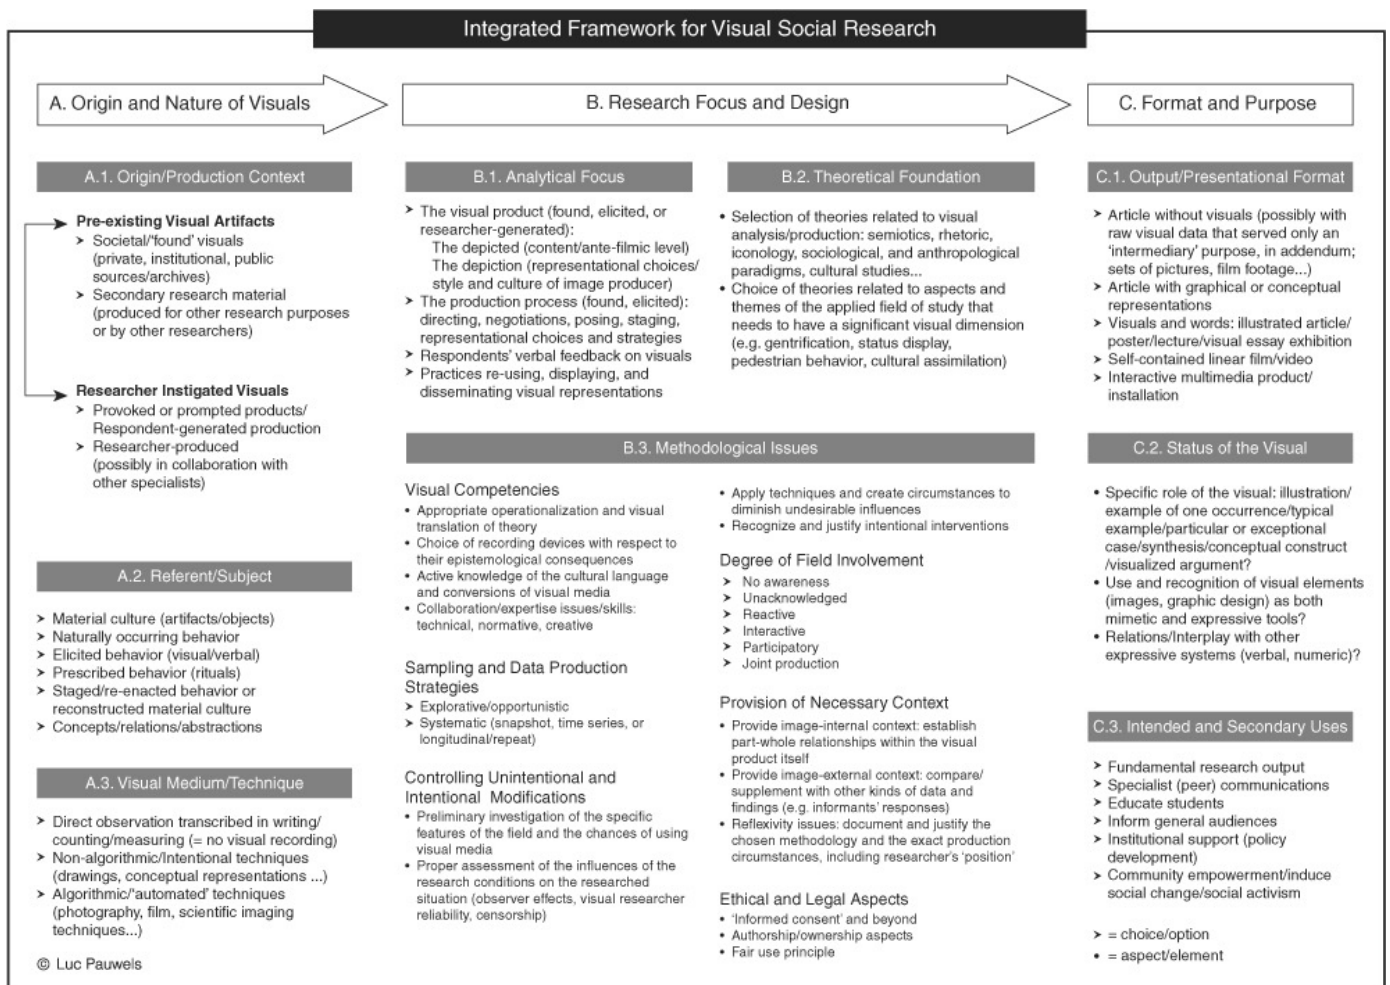 Integrated Framework for Visual Social Research
A. Origin and Nature of Visuals
B. Research Focus and Design
C. Format and Purpose
A.1. Origin/Production Context
Pre-existing Visual Artifacts
➤ Societal/‘found’ visuals
(private, institutional, public
sources/archives)
➤ Secondary research material
(produced for other research purposes
or by other researchers)
Researcher Instigated Visuals
➤ Provoked or prompted products/
Respondent-generated production
➤ Researcher-produced
(possibly in collaboration with
other specialists)
A.2. Referent/Subject
➤ Material culture (artifacts/objects)
➤ Naturally occurring behavior
➤ Elicited behavior (visual/verbal)
➤ Prescribed behavior (rituals)
➤ Staged/re-enacted behavior or
reconstructed material culture
➤ Concepts/relations/abstractions
A.3. Visual Medium/Technique
➤ Direct observation transcribed in writing/
counting/measuring (= no visual recording)
➤ Non-algorithmic/Intentional techniques
(drawings, conceptual representations ...)
➤ Algorithmic/‘automated’ techniques
(photography, film, scientific imaging
techniques...)
© Luc Pauwels
B.1. Analytical Focus
➤ The visual product (found, elicited, or
researcher-generated):
The depicted (content/ante-filmic level)
The depiction (representational choices/
style and culture of image producer)
➤ The production process (found, elicited):
directing, negotiations, posing, staging,
representational choices and strategies
➤ Respondents’ verbal feedback on visuals
➤ Practices re-using, displaying, and
disseminating visual representations
B.2. Theoretical Foundation
• Selection of theories related to visual
analysis/production: semiotics, rhetoric,
iconology, sociological, and anthropological
paradigms, cultural studies...
• Choice of theories related to aspects and
themes of the applied field of study that
needs to have a significant visual dimension
(e.g. gentrification, status display,
pedestrian behavior, cultural assimilation)
B.3. Methodological Issues
Visual Competencies
• Appropriate operationalization and visual
translation of theory
• Choice of recording devices with respect to
their epistemological consequences
• Active knowledge of the cultural language
and conversions of visual media
• Collaboration/expertise issues/skills:
technical, normative, creative
Sampling and Data Production
Strategies
➤ Explorative/opportunistic
➤ Systematic (snapshot, time series, or
longitudinal/repeat)
Controlling Unintentional and
Intentional Modifications
• Preliminary investigation of the specific
features of the field and the chances of using
visual media
• Proper assessment of the influences of the
research conditions on the researched
situation (observer effects, visual researcher
reliability, censorship)
• Apply techniques and create circumstances to
diminish undesirable influences
• Recognize and justify intentional interventions
Degree of Field Involvement
➤ No awareness
➤ Unacknowledged
➤ Reactive
➤ Interactive
➤ Participatory
➤ Joint production
Provision of Necessary Context
• Provide image-internal context: establish
part-whole relationships within the visual
product itself
• Provide image-external context: compare/
supplement with other kinds of data and
findings (e.g. informants’ responses)
• Reflexivity issues: document and justify the
chosen methodology and the exact production
circumstances, including researcher’s ‘position’
Ethical and Legal Aspects
• ‘Informed consent’ and beyond
• Authorship/ownership aspects
• Fair use principle
C.1. Output/Presentational Format
➤ Article without visuals (possibly with
raw visual data that served only an
‘intermediary’ purpose, in addendum;
sets of pictures, film footage...)
➤ Article with graphical or conceptual
representations
➤ Visuals and words: illustrated article/
poster/lecture/visual essay exhibition
➤ Self-contained linear film/video
➤ Interactive multimedia product/
installation
C.2. Status of the Visual
• Specific role of the visual: illustration/
example of one occurrence/typical
example/particular or exceptional
case/synthesis/conceptual construct
/visualized argument?
• Use and recognition of visual elements
(images, graphic design) as both
mimetic and expressive tools?
• Relations/Interplay with other
expressive systems (verbal, numeric)?
C.3. Intended and Secondary Uses
➤ Fundamental research output
➤ Specialist (peer) communications
➤ Educate students
➤ Inform general audiences
➤ Institutional support (policy
development)
➤ Community empowerment/induce
social change/social activism
➤ = choice/option
• = aspect/element